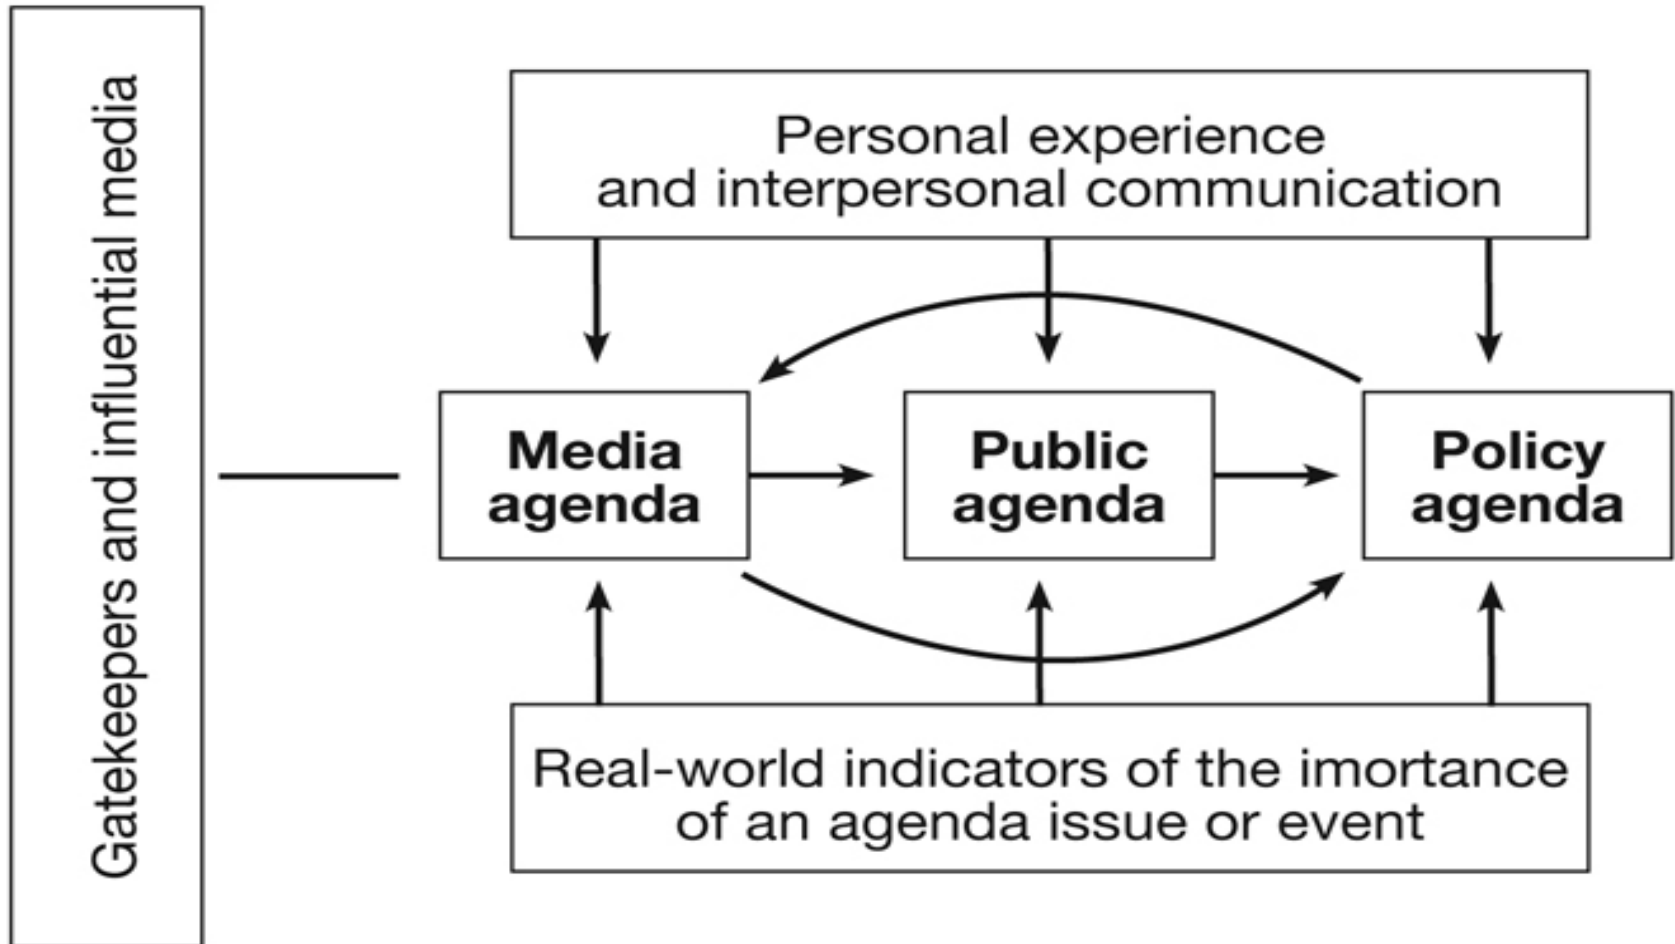 Gatekeepers and influential media
Personal experience
and interpersonal communication
Media
agenda
Public
agenda
Policy
agenda
Real-world indicators of the imortance
of an agenda issue or event